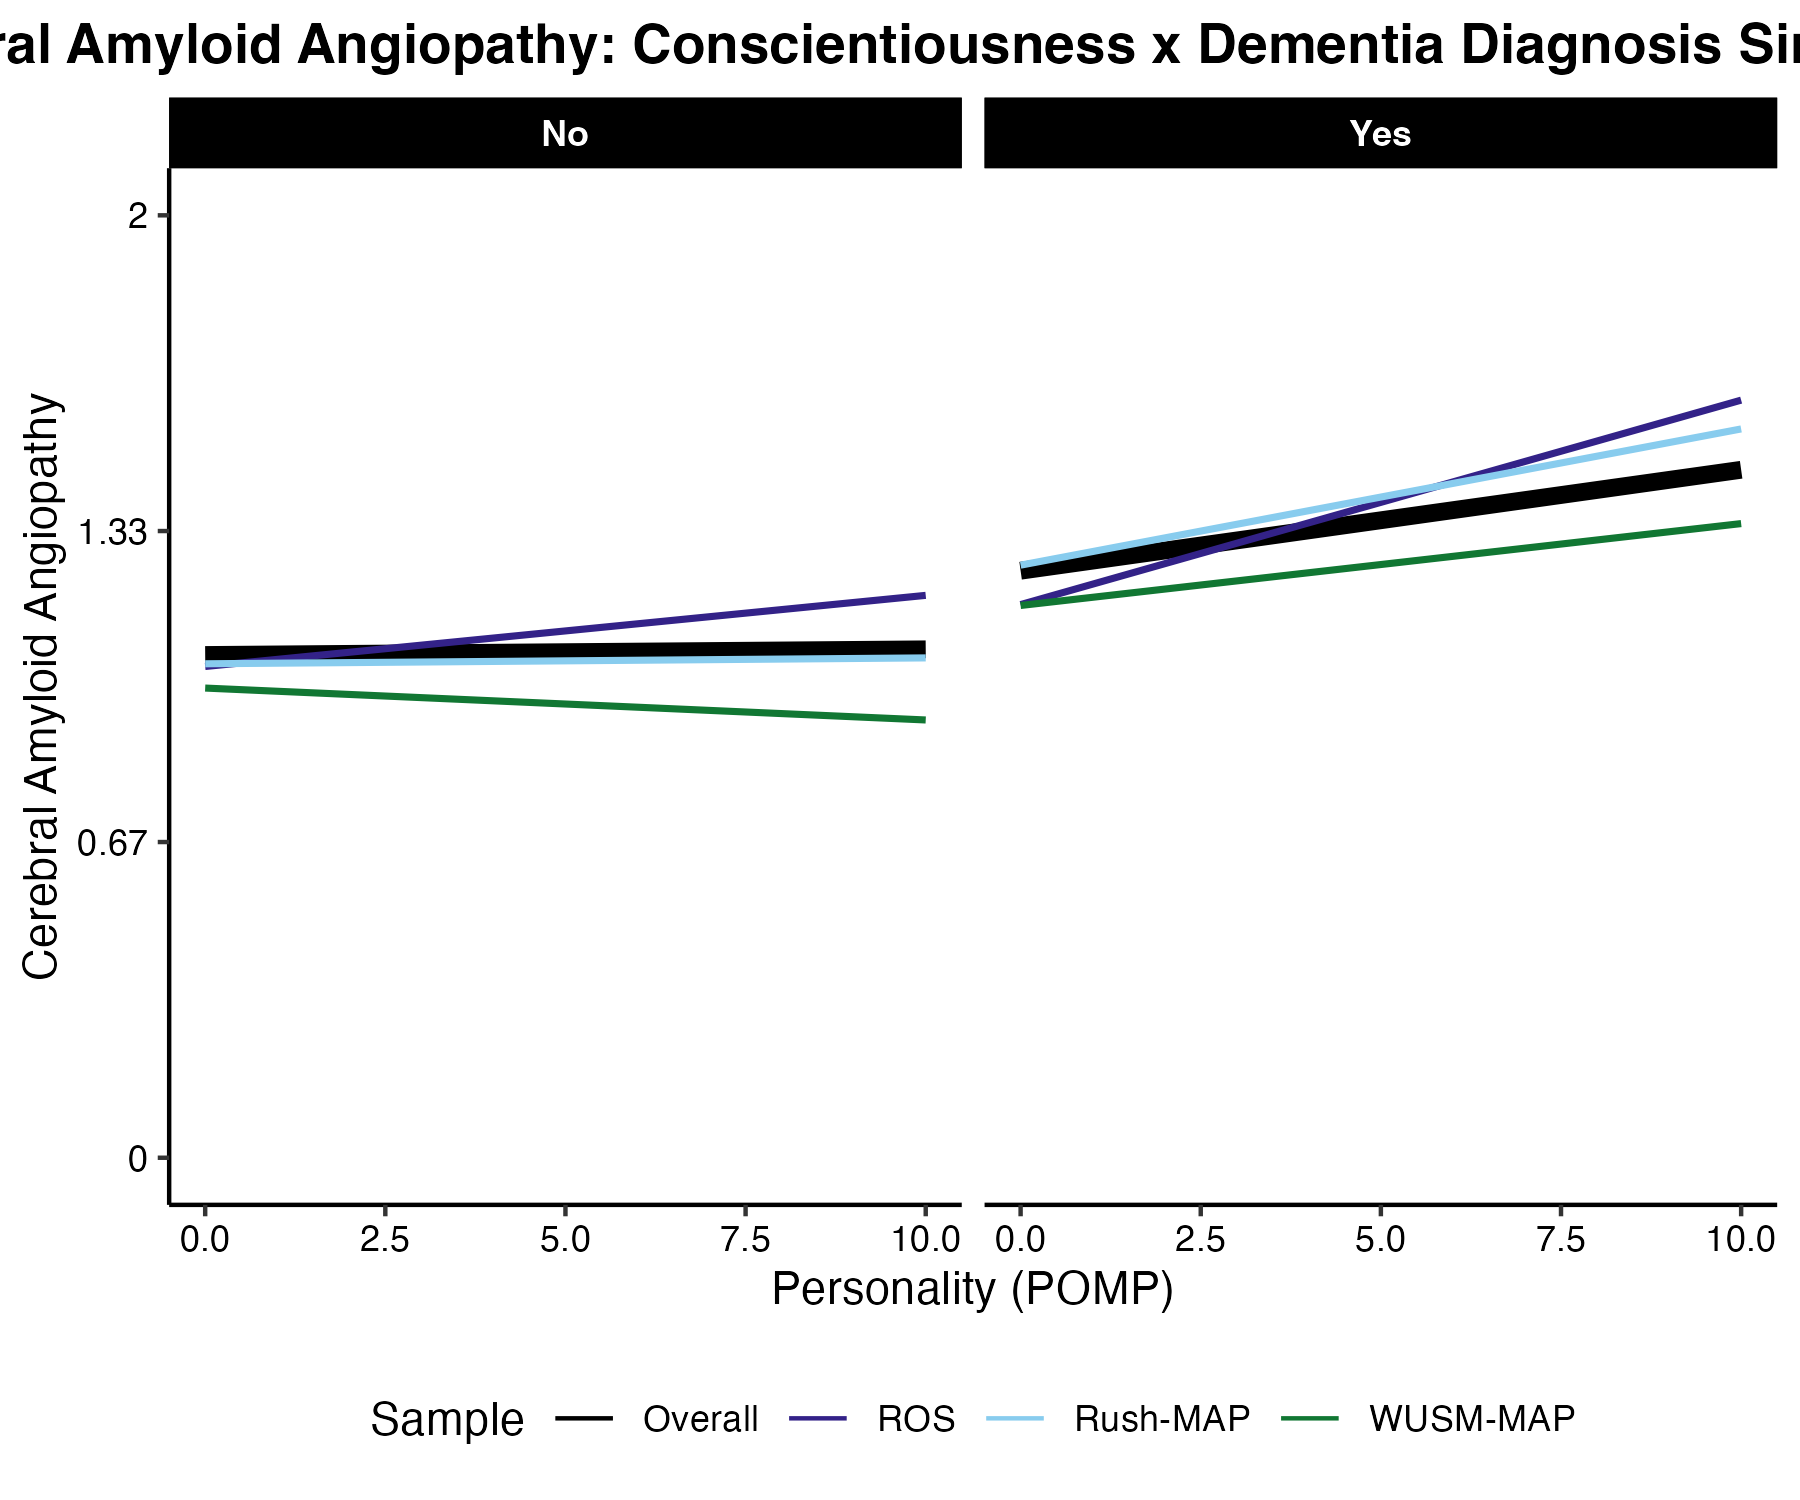 Amyloid Angiopathy: Conscientiousness x Dementia Diagnosis
No Yes
2
1.33
0.67
0
Cerebral Amyloid Angiopathy
0.0 2.5 5.0 7.5 10.0 0.0 2.5 5.0 7.5 10.0
Personality (POMP)
Sample Overall ROS Rush-MAP WUSM-MAP